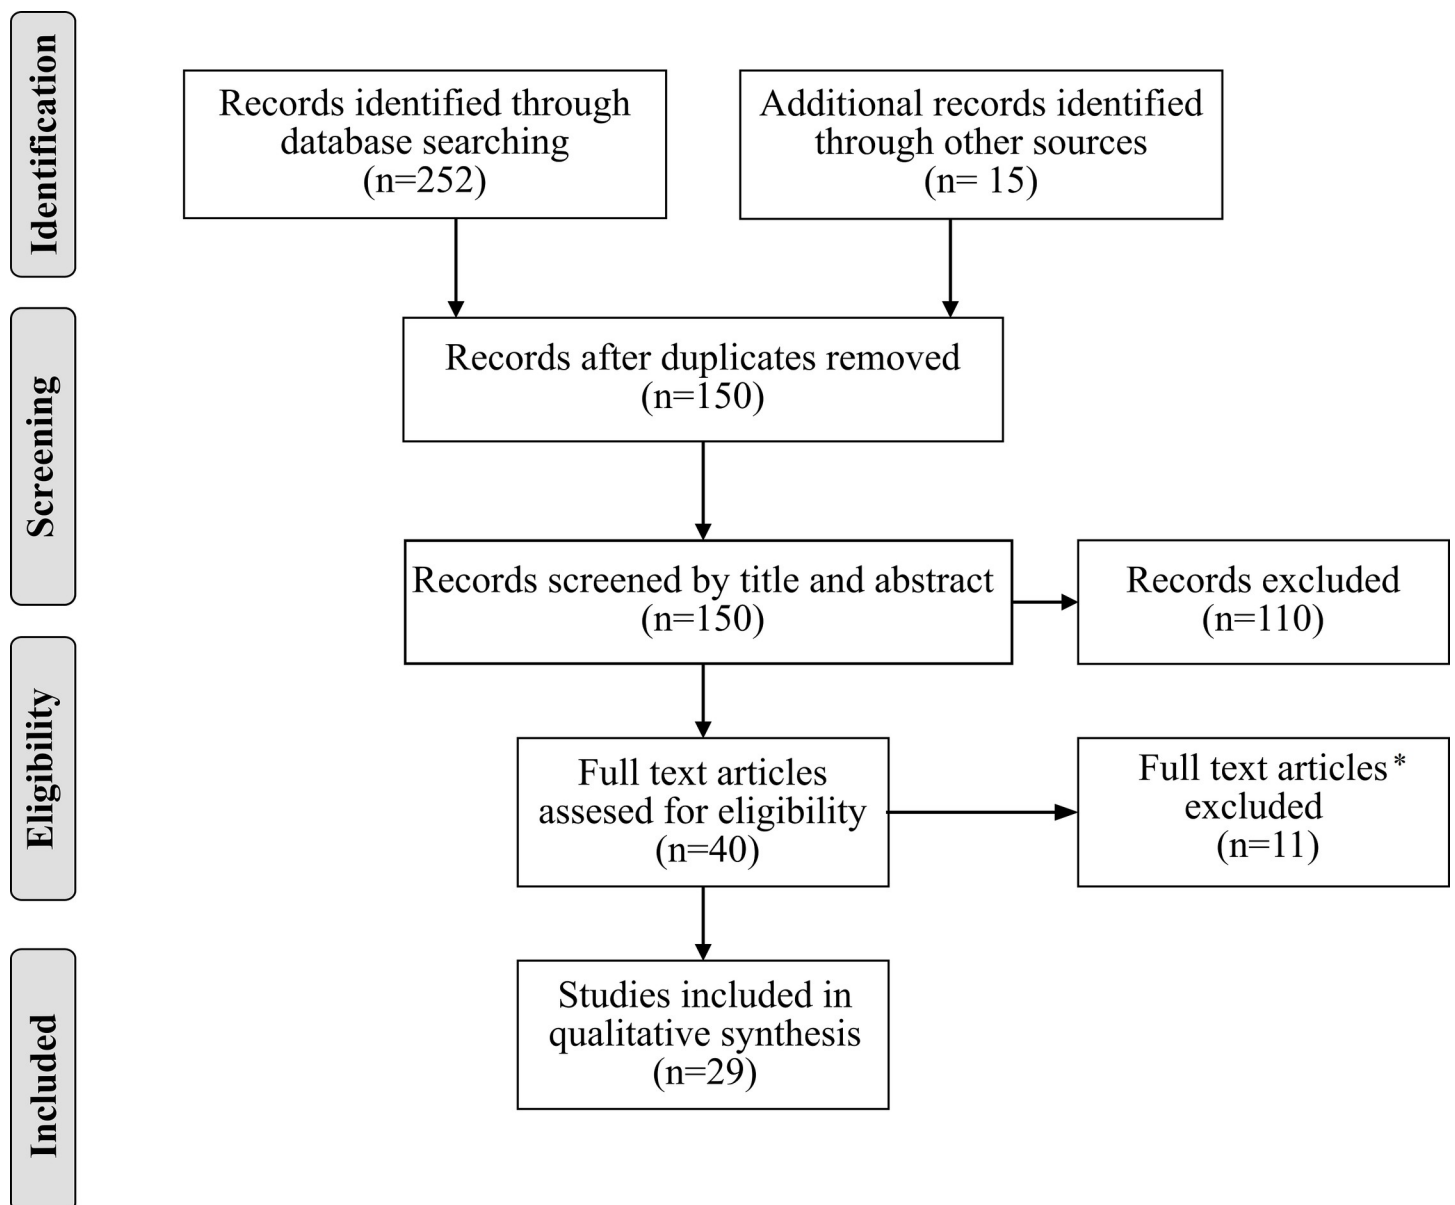 Identification
Records identified through
database searching
(n=252)
Additional records identified
through other sources
(n= 15)
Screening
Records after duplicates removed
(n=150)
Records screened by title and abstract
(n=150)
Records excluded
(n=110)
Eligibility
Full text articles
assesed for eligibility
(n=40)
Full text articles*
excluded
(n=11)
Included
Studies included in
qualitative synthesis
(n=29)